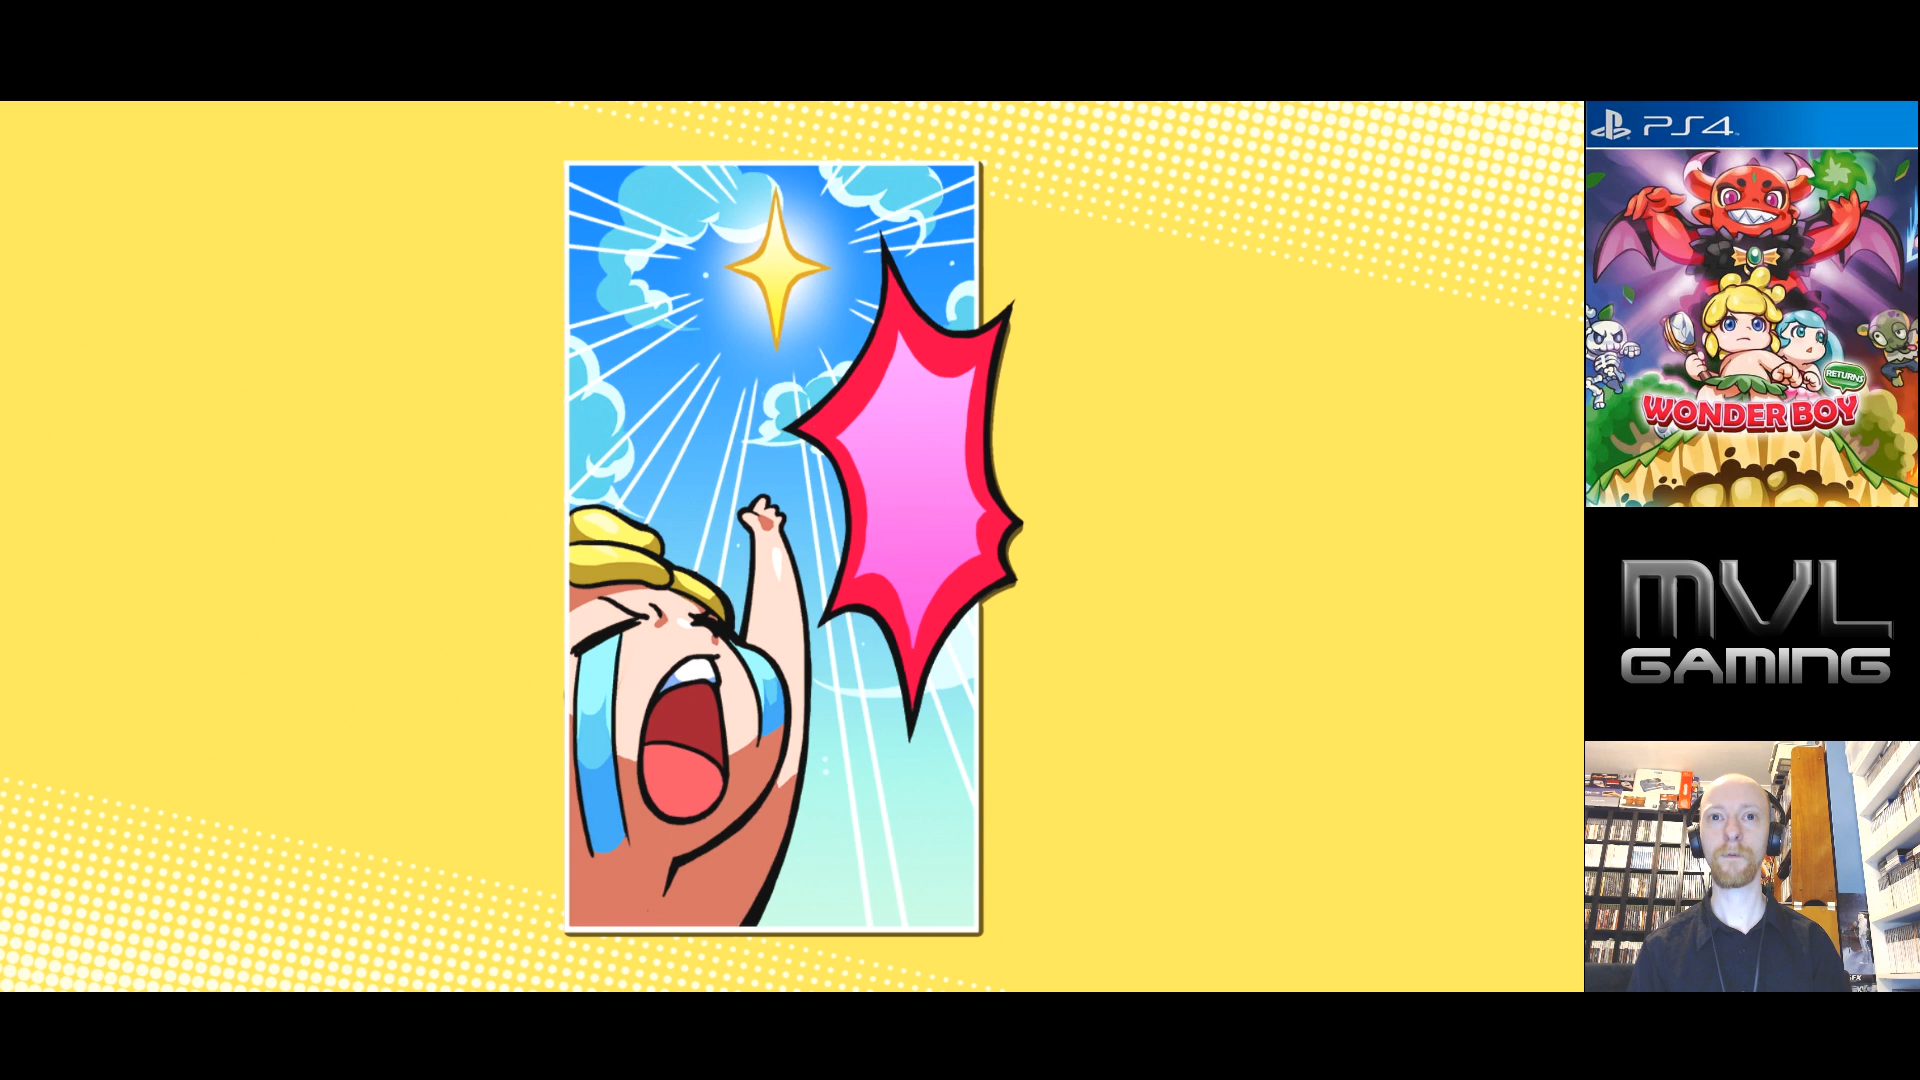 PS4
RETURNS
WONDER BOY
MVL
GAMING